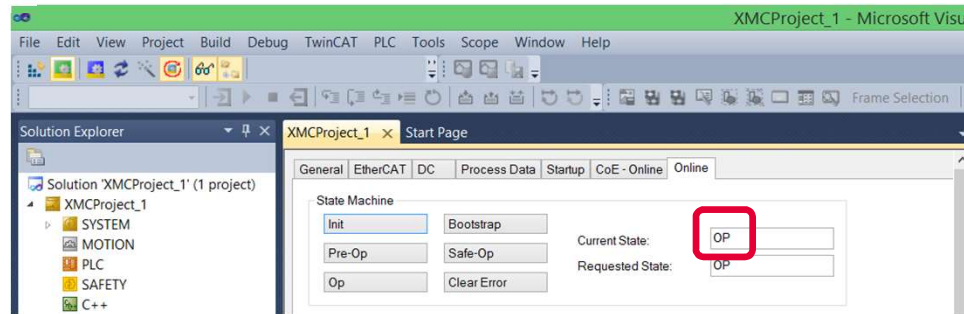 XMCProject_1 - Microsoft Visu
File Edit View Project Build Debug TwinCAT PLC Tools Scope Window Help
Frame Selection
Solution Explorer
XMCProject_1 Start Page
General EtherCAT DC Process Data Startup CoE - Online Online
Solution 'XMCProject_1' (1 project)
XMCProject_1
SYSTEM
MOTION
PLC
SAFETY
C++
State Machine
Init Bootstrap
Pre-Op Safe-Op
Op Clear Error
Current State: OP
Requested State: OP